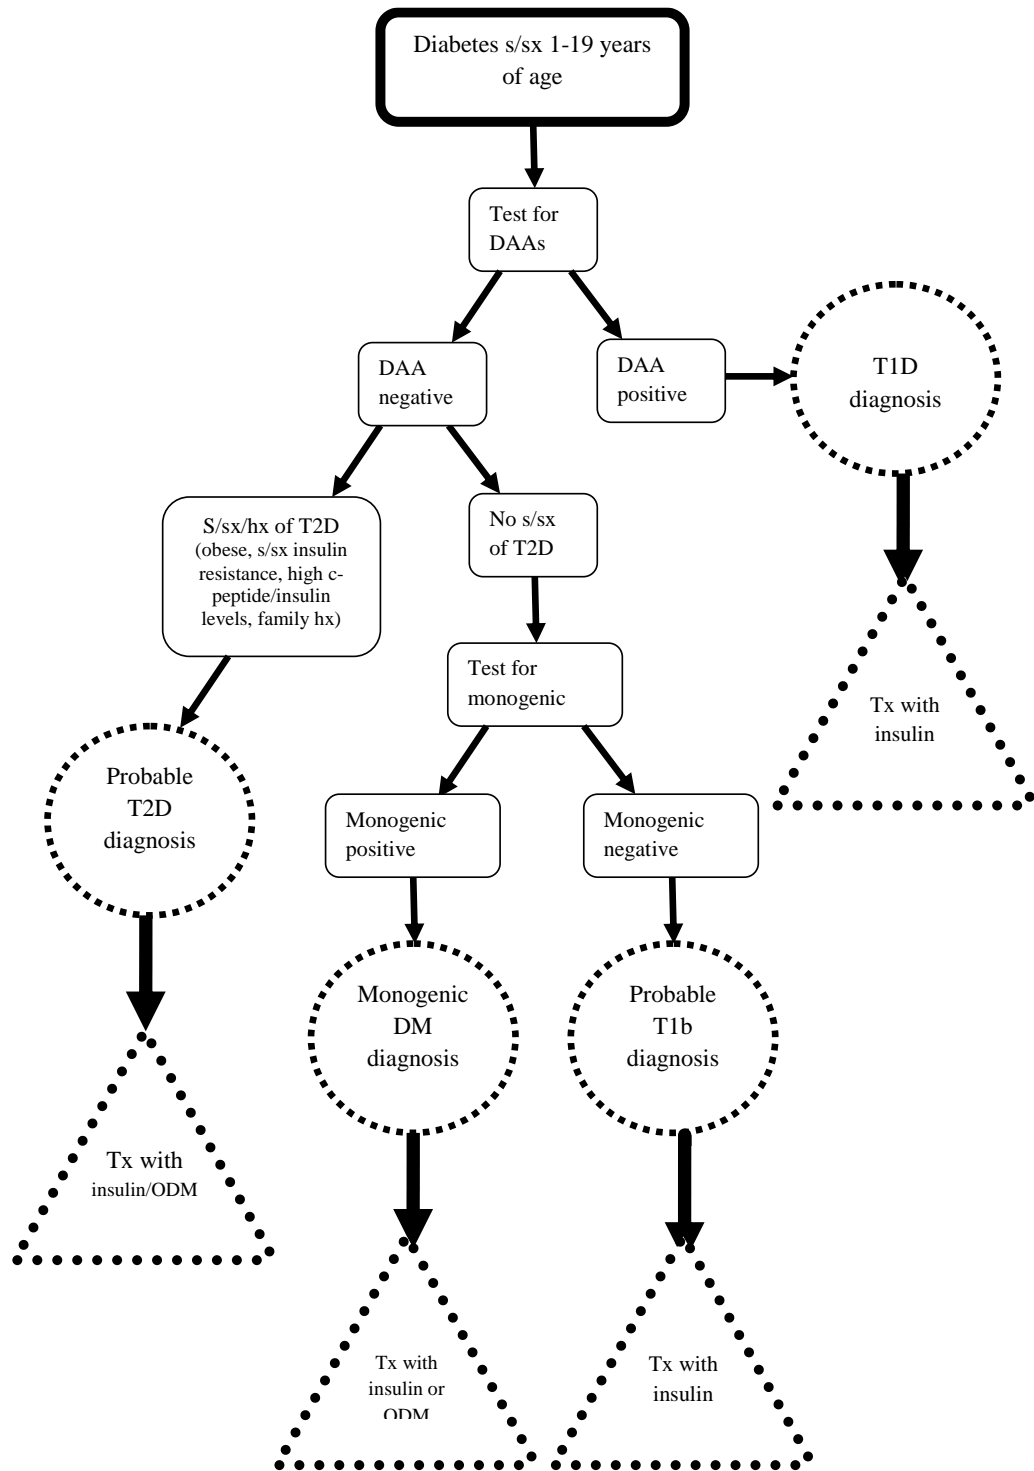 Diabetes s/sx 1-19 years
of age
Test for
DAAs
DAA
negative
DAA
positive
T1D
diagnosis
S/sx/hx of T2D
(obese, s/sx insulin
resistance, high c-
peptide/insulin
levels, family hx)
No s/sx
of T2D
Test for
monogenic
Tx with
insulin
Probable
T2D
diagnosis
Monogenic
positive
Monogenic
negative
Monogenic
DM
diagnosis
Probable
T1b
diagnosis
Tx with
insulin/ODM
Tx with
insulin or
ODM
Tx with
insulin